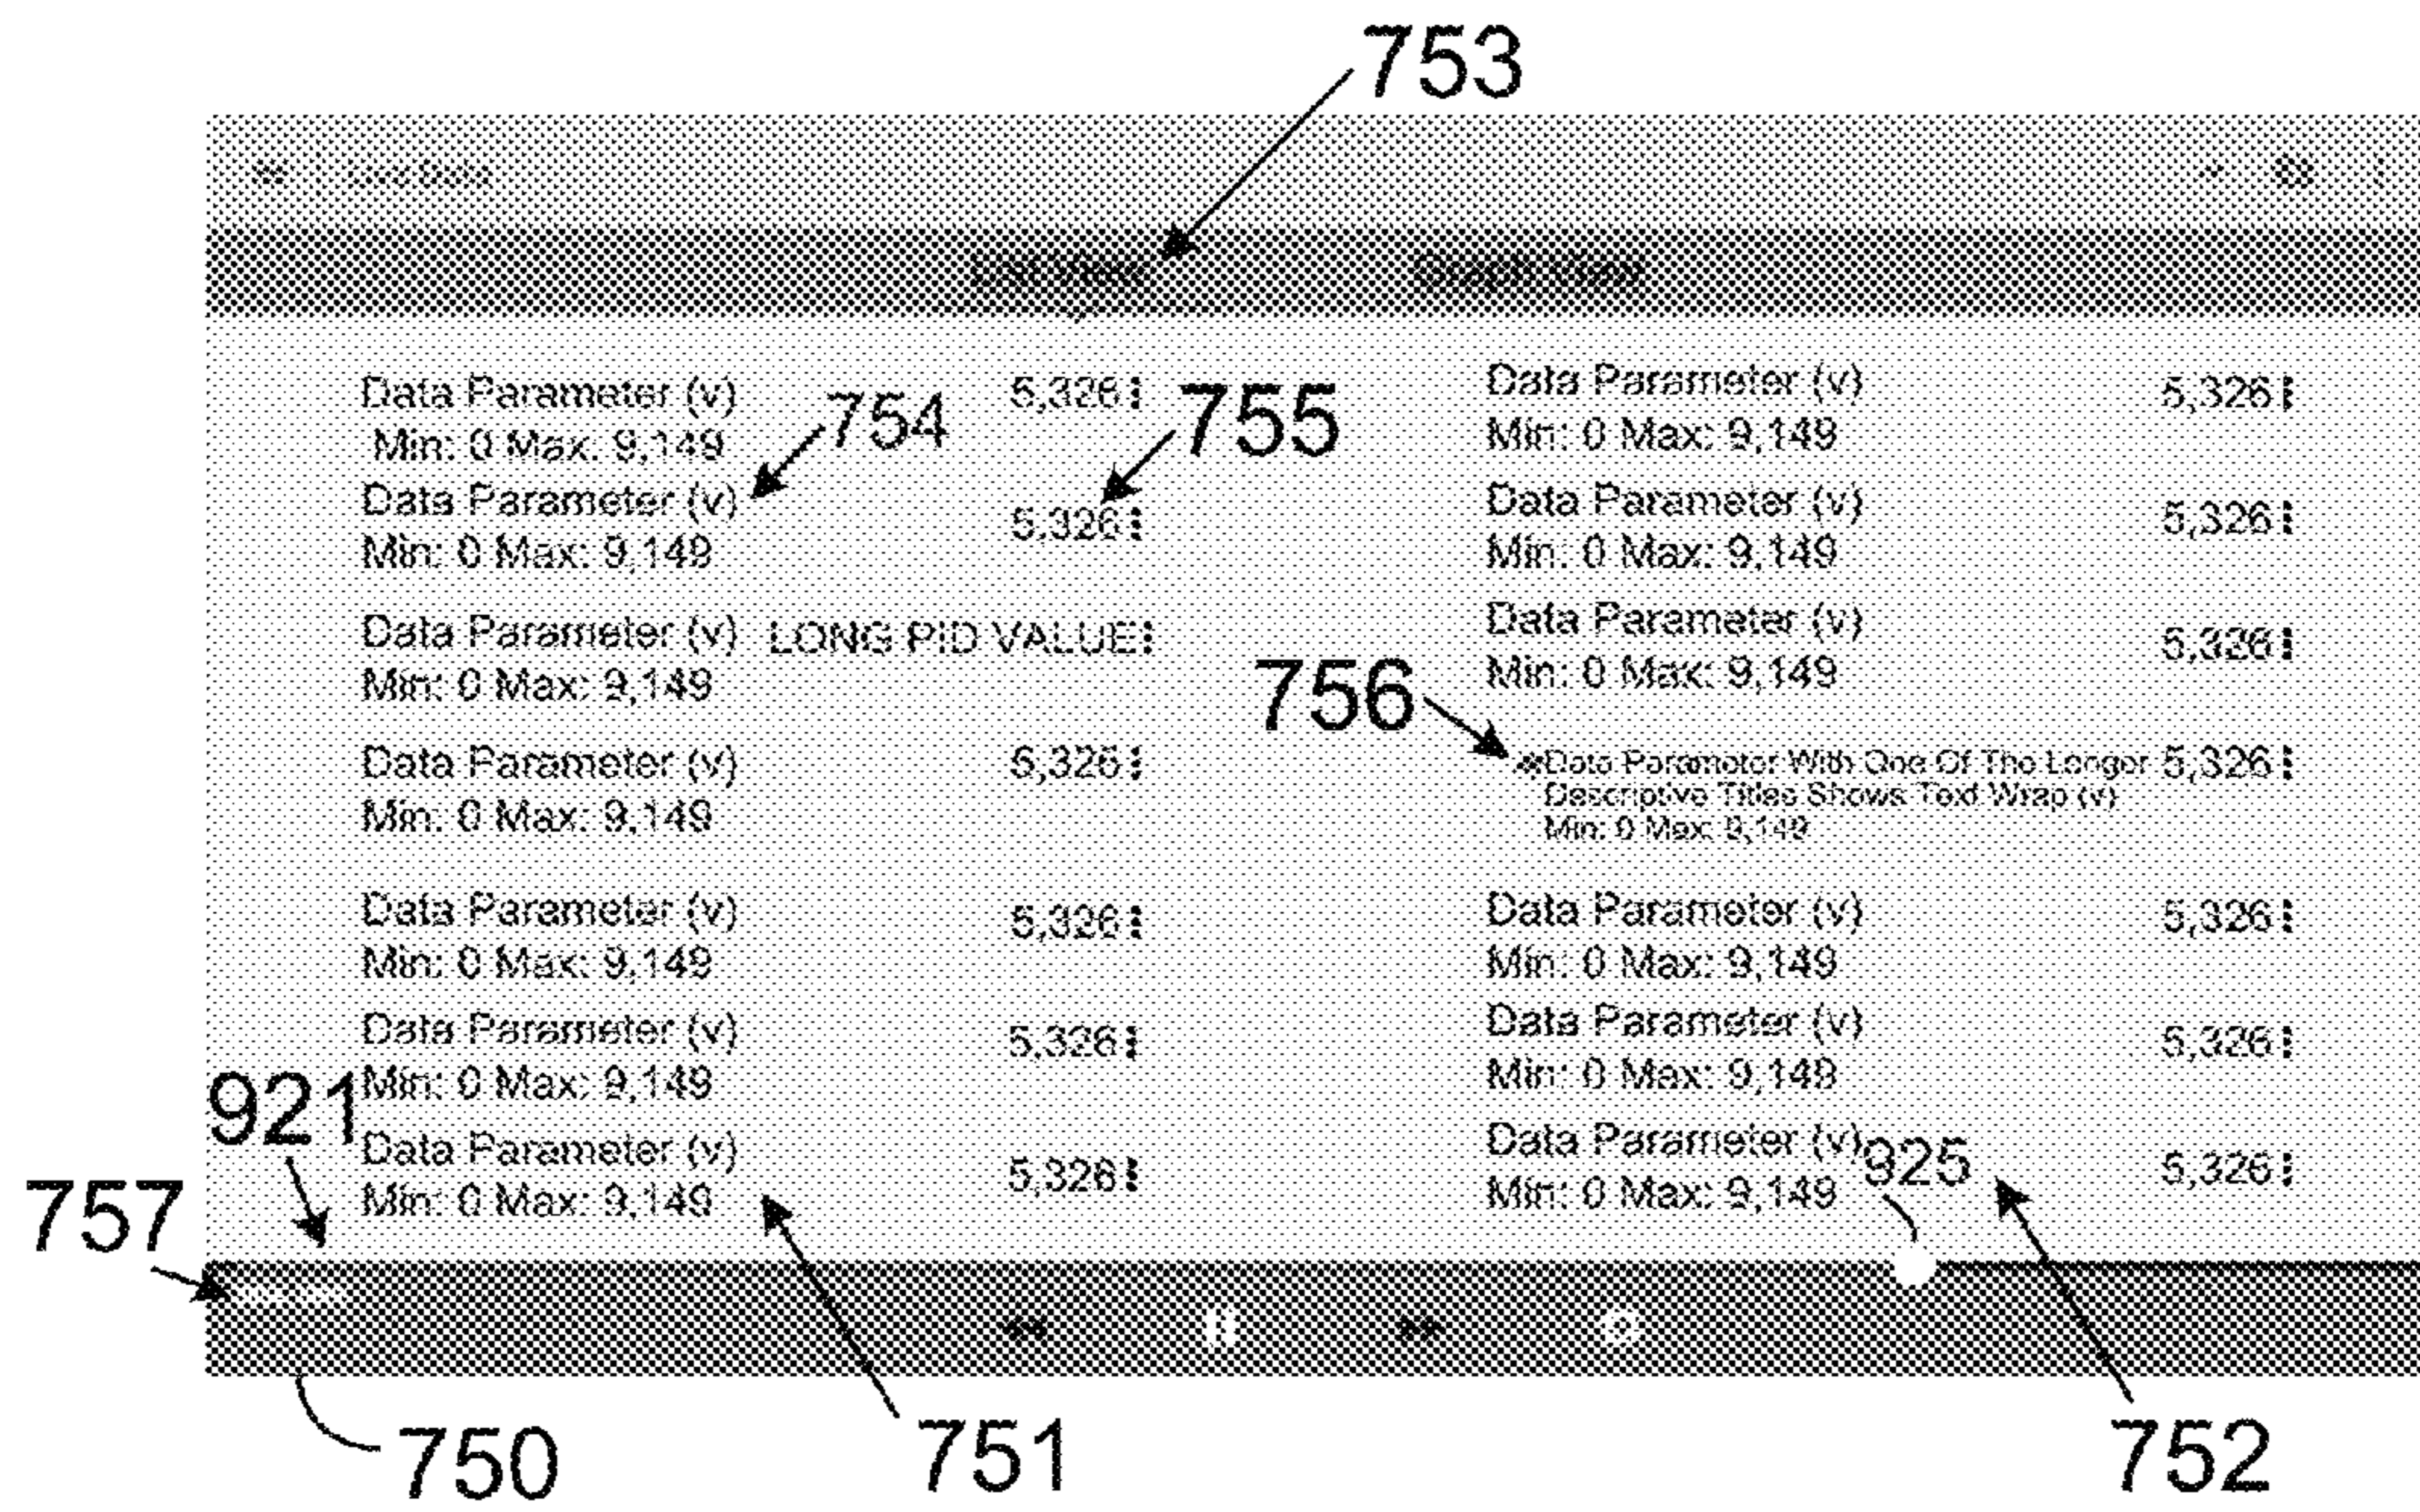 753
Live Data
List View Graph View
Data Parameter (v) 5,326
Min: 0 Max: 9,149
754
755
Data Parameter (v) 5,326
Min: 0 Max: 9,149
Data Parameter (v) LONG PID VALUE
Min: 0 Max: 9,149
Data Parameter (v) 5,326
Min: 0 Max: 9,149
Data Parameter (v) 5,326
Min: 0 Max: 9,149
Data Parameter (v) 5,326
Min: 0 Max: 9,149
921
Data Parameter (v) 5,326
Min: 0 Max: 9,149
757
Data Parameter (v) 5,326
Min: 0 Max: 9,149
Data Parameter (v) 5,326
Min: 0 Max: 9,149
Data Parameter (v) 5,326
Min: 0 Max: 9,149
756
Data Parameter With One Of The Longer 5,326
Descriptive Titles Shows Text Wrap (v)
Min: 0 Max: 9,149
Data Parameter (v) 5,326
Min: 0 Max: 9,149
Data Parameter (v) 5,326
Min: 0 Max: 9,149
Data Parameter (v) 5,326
Min: 0 Max: 9,149
925
750
751
752